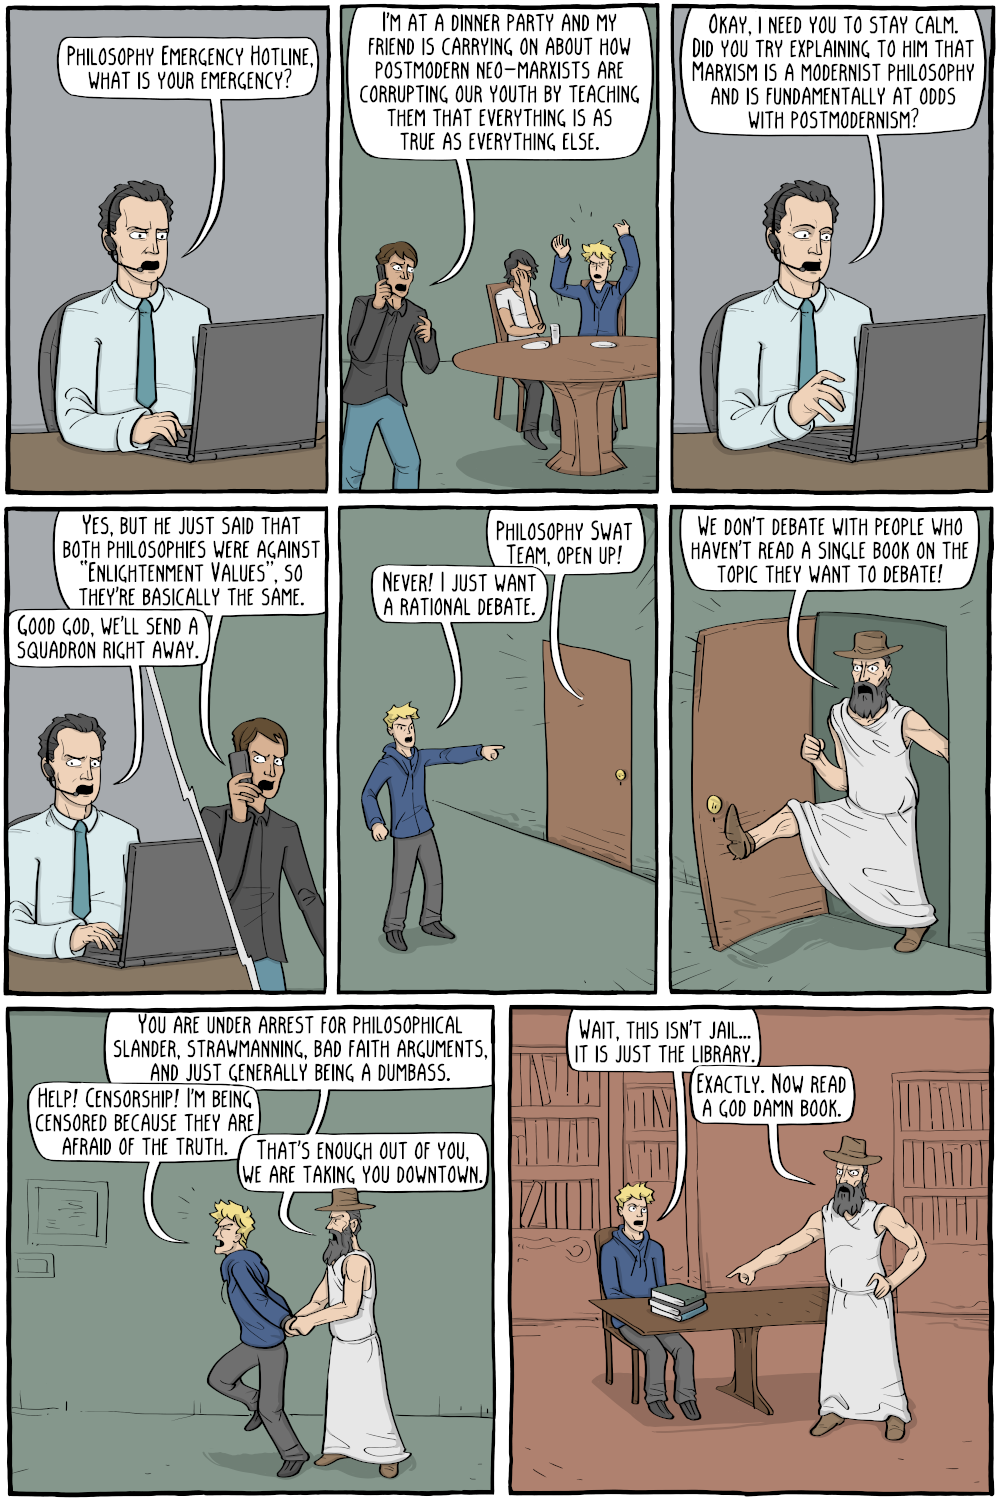 PHILOSOPHY EMERGENCY HOTLINE,
WHAT IS YOUR EMERGENCY?
I'M AT A DINNER PARTY AND MY
FRIEND IS CARRYING ON ABOUT HOW
POSTMODERN NEO-MARXISTS ARE
CORRUPTING OUR YOUTH BY TEACHING
THEM THAT EVERYTHING IS AS
TRUE AS EVERYTHING ELSE.
OKAY, I NEED YOU TO STAY CALM.
DID YOU TRY EXPLAINING TO HIM THAT
MARXISM IS A MODERNIST PHILOSOPHY
AND IS FUNDAMENTALLY AT ODDS
WITH POSTMODERNISM?
YES, BUT HE JUST SAID THAT
BOTH PHILOSOPHIES WERE AGAINST
"ENLIGHTENMENT VALUES", SO
THEY'RE BASICALLY THE SAME.
GOOD GOD, WE'LL SEND A
SQUADRON RIGHT AWAY.
PHILOSOPHY SWAT
TEAM, OPEN UP!
NEVER! I JUST WANT
A RATIONAL DEBATE.
WE DON'T DEBATE WITH PEOPLE WHO
HAVEN'T READ A SINGLE BOOK ON THE
TOPIC THEY WANT TO DEBATE!
YOU ARE UNDER ARREST FOR PHILOSOPHICAL
SLANDER, STRAWMANNING, BAD FAITH ARGUMENTS,
AND JUST GENERALLY BEING A DUMBASS.
HELP! CENSORSHIP! I'M BEING
CENSORED BECAUSE THEY ARE
AFRAID OF THE TRUTH.
THAT'S ENOUGH OUT OF YOU,
WE ARE TAKING YOU DOWNTOWN.
WAIT, THIS ISN'T JAIL...
IT IS JUST THE LIBRARY.
EXACTLY. NOW READ
A GOD DAMN BOOK.